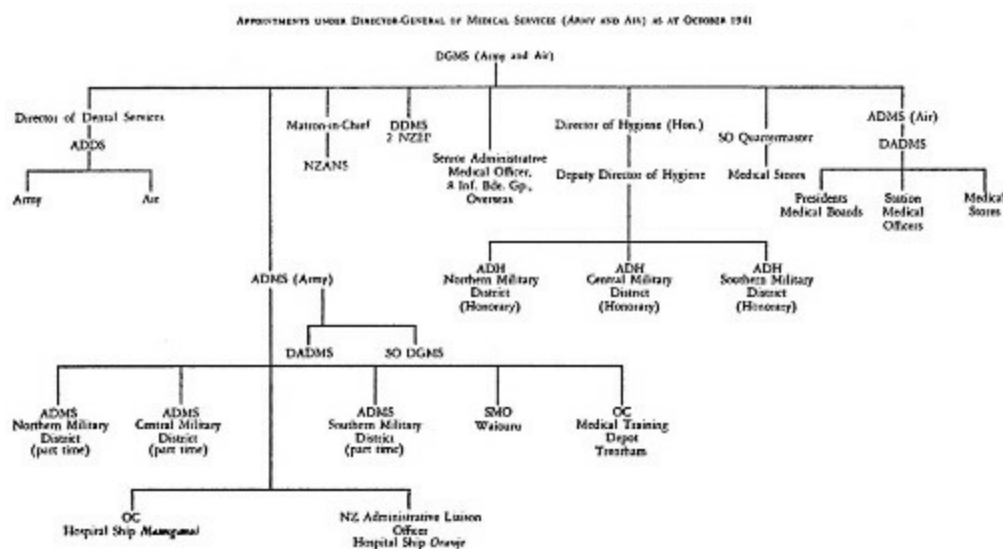 APPOINTMENTS UNDER DIRECTOR-GENERAL OF MEDICAL SERVICES (ARMY AND AIR) AS AT OCTOBER 1941
DGMS (Army and Air)
Director of Dental Services
ADDS
Army
Air
Matron-in-Chief
NZANS
DDMS
2 NZEF
Senior Administrative
Medical Officer,
8 Inf. Bde. Gp.,
Overseas
Director of Hygiene (Hon.)
Deputy Director of Hygiene
SO Quartermaster
Medical Stores
ADMS (Air)
DADMS
Presidents
Medical Boards
Station
Medical
Officers
Medical
Stores
ADH
Northern Military
District
(Honorary)
ADH
Central Military
District
(Honorary)
ADH
Southern Military
District
(Honorary)
ADMS (Army)
DADMS
SO DGMS
ADMS
Northern Military
District
(part time)
ADMS
Central Military
District
(part time)
ADMS
Southern Military
District
(part time)
SMO
Waiouru
OC
Medical Training
Depot
Trentham
OC
Hospital Ship Maunganui
NZ Administrative Liaison
Officer
Hospital Ship Oranje